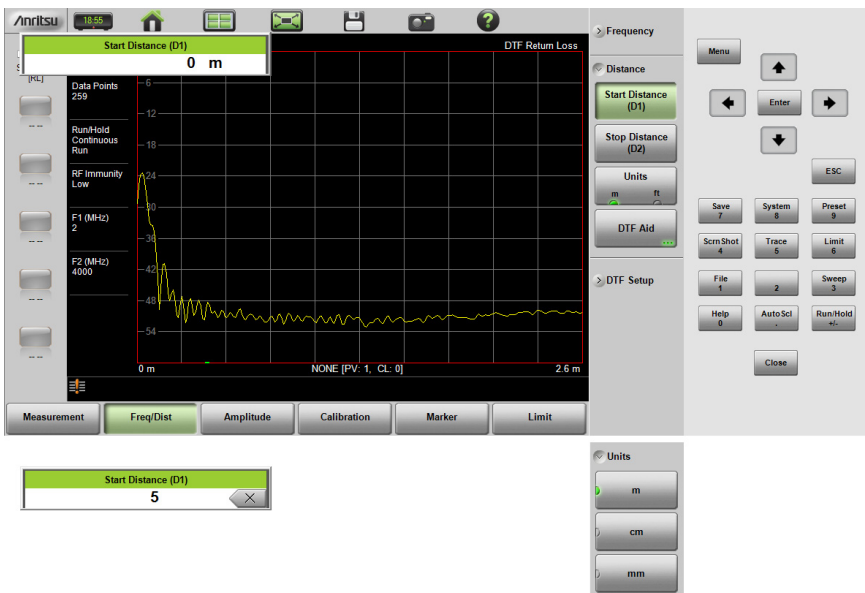 Anritsu
18:55
?
Start Distance (D1)
0 m
DTF Return Loss
[RL]
-- --
-- --
-- --
-- --
-- --
Data Points
259
Run/Hold
Continuous
Run
RF Immunity
Low
F1 (MHz)
2
F2 (MHz)
4000
-6
-12
-18
-24
-30
-36
-42
-48
-54
0 m
NONE [PV: 1, CL: 0]
2.6 m
Measurement
Freq/Dist
Amplitude
Calibration
Marker
Limit
Frequency
Distance
Start Distance
(D1)
Stop Distance
(D2)
Units
m ft
DTF Aid
DTF Setup
Menu
Enter
ESC
Save
7
System
8
Preset
9
Scrn Shot
4
Trace
5
Limit
6
File
1
2
Sweep
3
Help
0
Auto Scl
.
Run/Hold
+/-
Close
Start Distance (D1)
5
Units
m
cm
mm